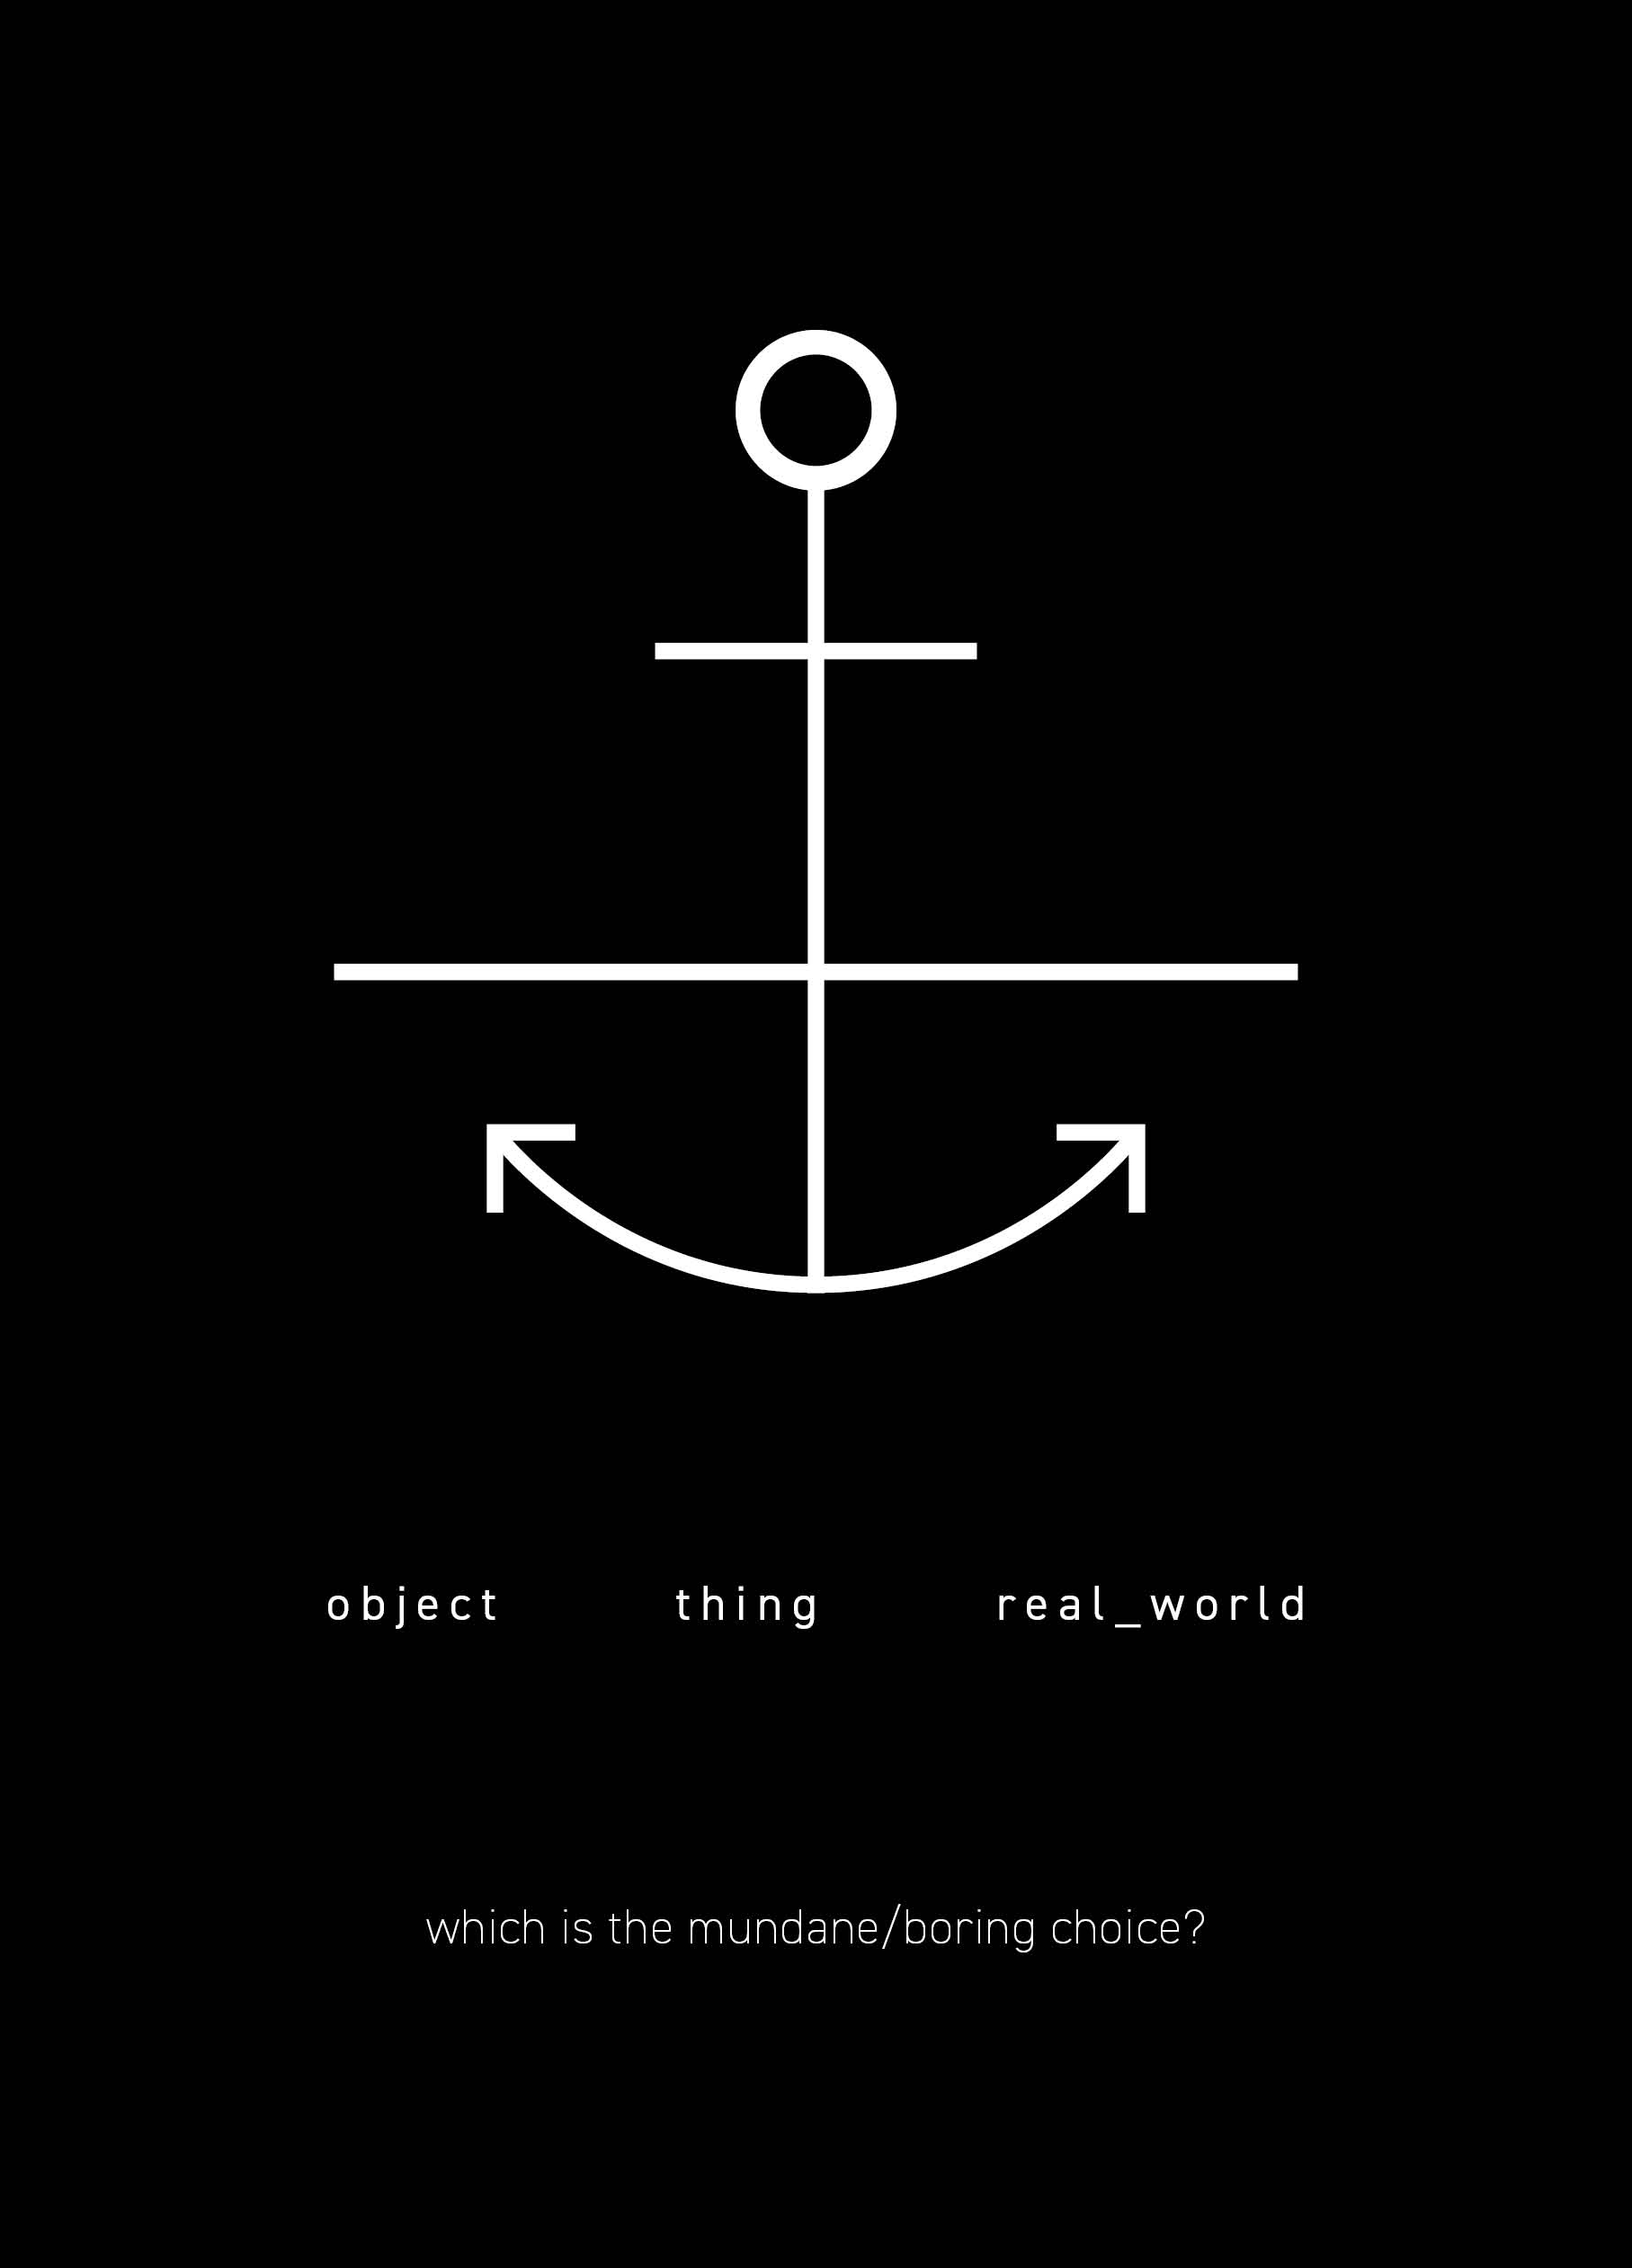 object thing real_world
which is the mundane/boring choice?